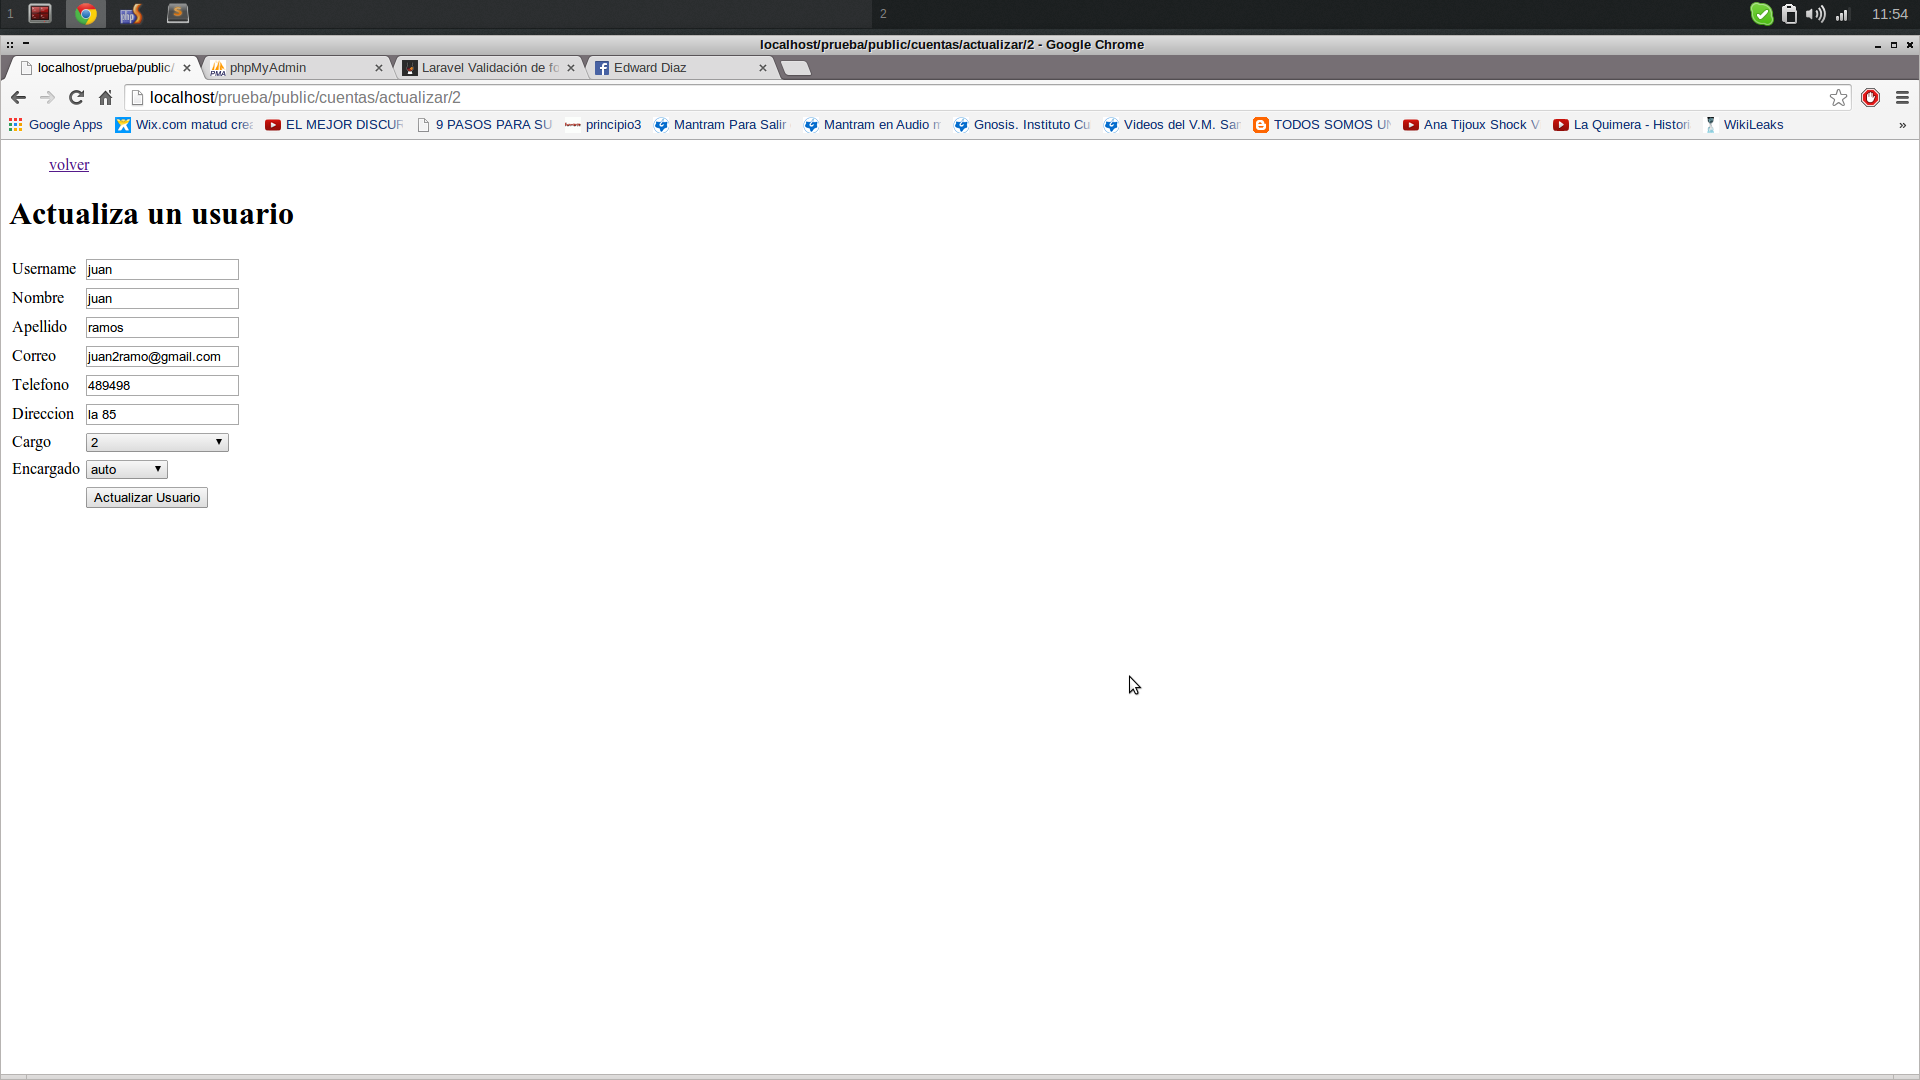 1
2
11:54
localhost/prueba/public/cuentas/actualizar/2 - Google Chrome
localhost/prueba/public/
phpMyAdmin
Laravel Validación de fo
Edward Diaz
localhost/prueba/public/cuentas/actualizar/2
Google Apps
Wix.com matud crea
EL MEJOR DISCUR
9 PASOS PARA SU
principio3
Mantram Para Salir
Mantram en Audio m
Gnosis. Instituto Cu
Videos del V.M. Sar
TODOS SOMOS UN
Ana Tijoux Shock V
La Quimera - Histori
WikiLeaks
»
volver
Actualiza un usuario
Username juan
Nombre juan
Apellido ramos
Correo juan2ramo@gmail.com
Telefono 489498
Direccion la 85
Cargo 2
Encargado auto
Actualizar Usuario